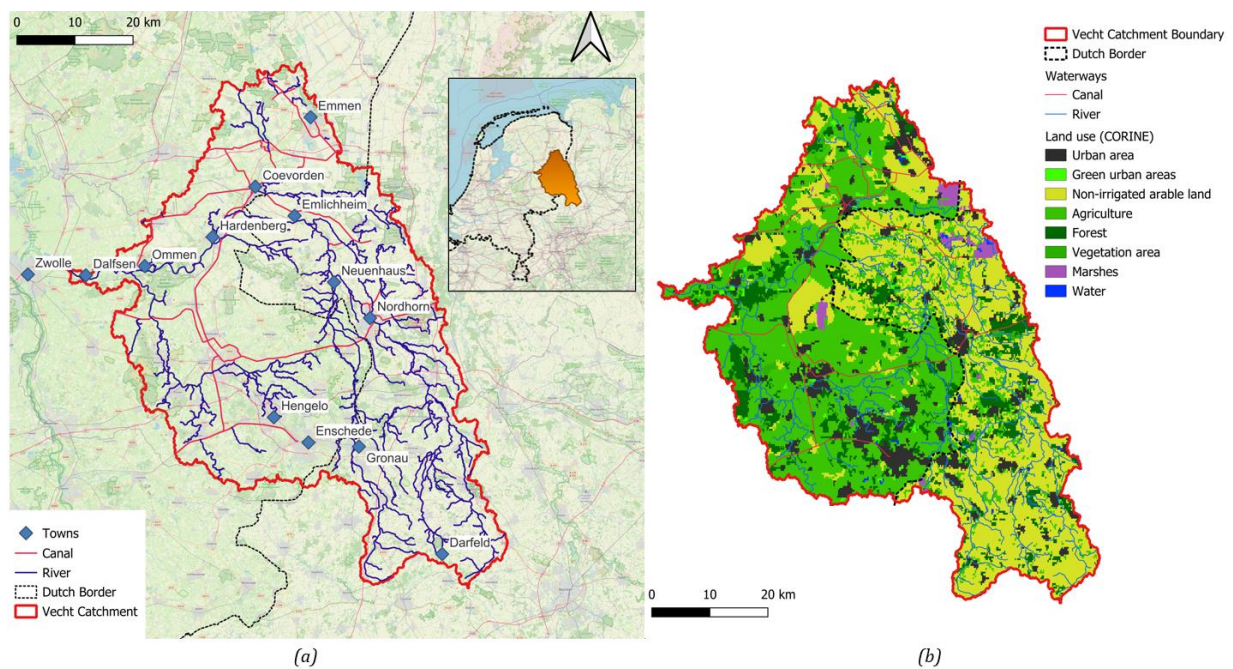 0 10 20 km
Emmen
Coevorden
Emlichheim
Hardenberg
Ommen
Zwolle
Dalfsen
Neuenhaus
Nordhorn
Hengelo
Enschede
Gronau
Darfeld
Towns
Canal
River
Dutch Border
Vecht Catchment
(a)
Vecht Catchment Boundary
Dutch Border
Waterways
Canal
River
Land use (CORINE)
Urban area
Green urban areas
Non-irrigated arable land
Agriculture
Forest
Vegetation area
Marshes
Water
0 10 20 km
(b)